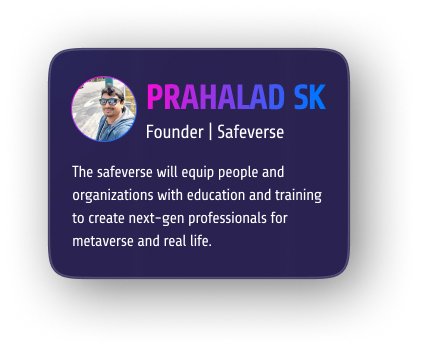 PRAHALAD SK
Founder | Safeverse
The safeverse will equip people and
organizations with education and training
to create next-gen professionals for
metaverse and real life.